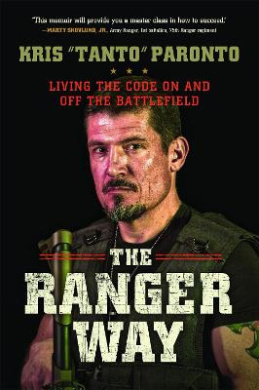 "This memoir will provide you a master class in how to succeed."
—MARTY SKOVLUND, JR., Army Ranger, 1st battalion, 75th Ranger regiment
KRIS "TANTO" PARONTO
LIVING THE CODE ON AND
OFF THE BATTLEFIELD
THE
RANGER
WAY